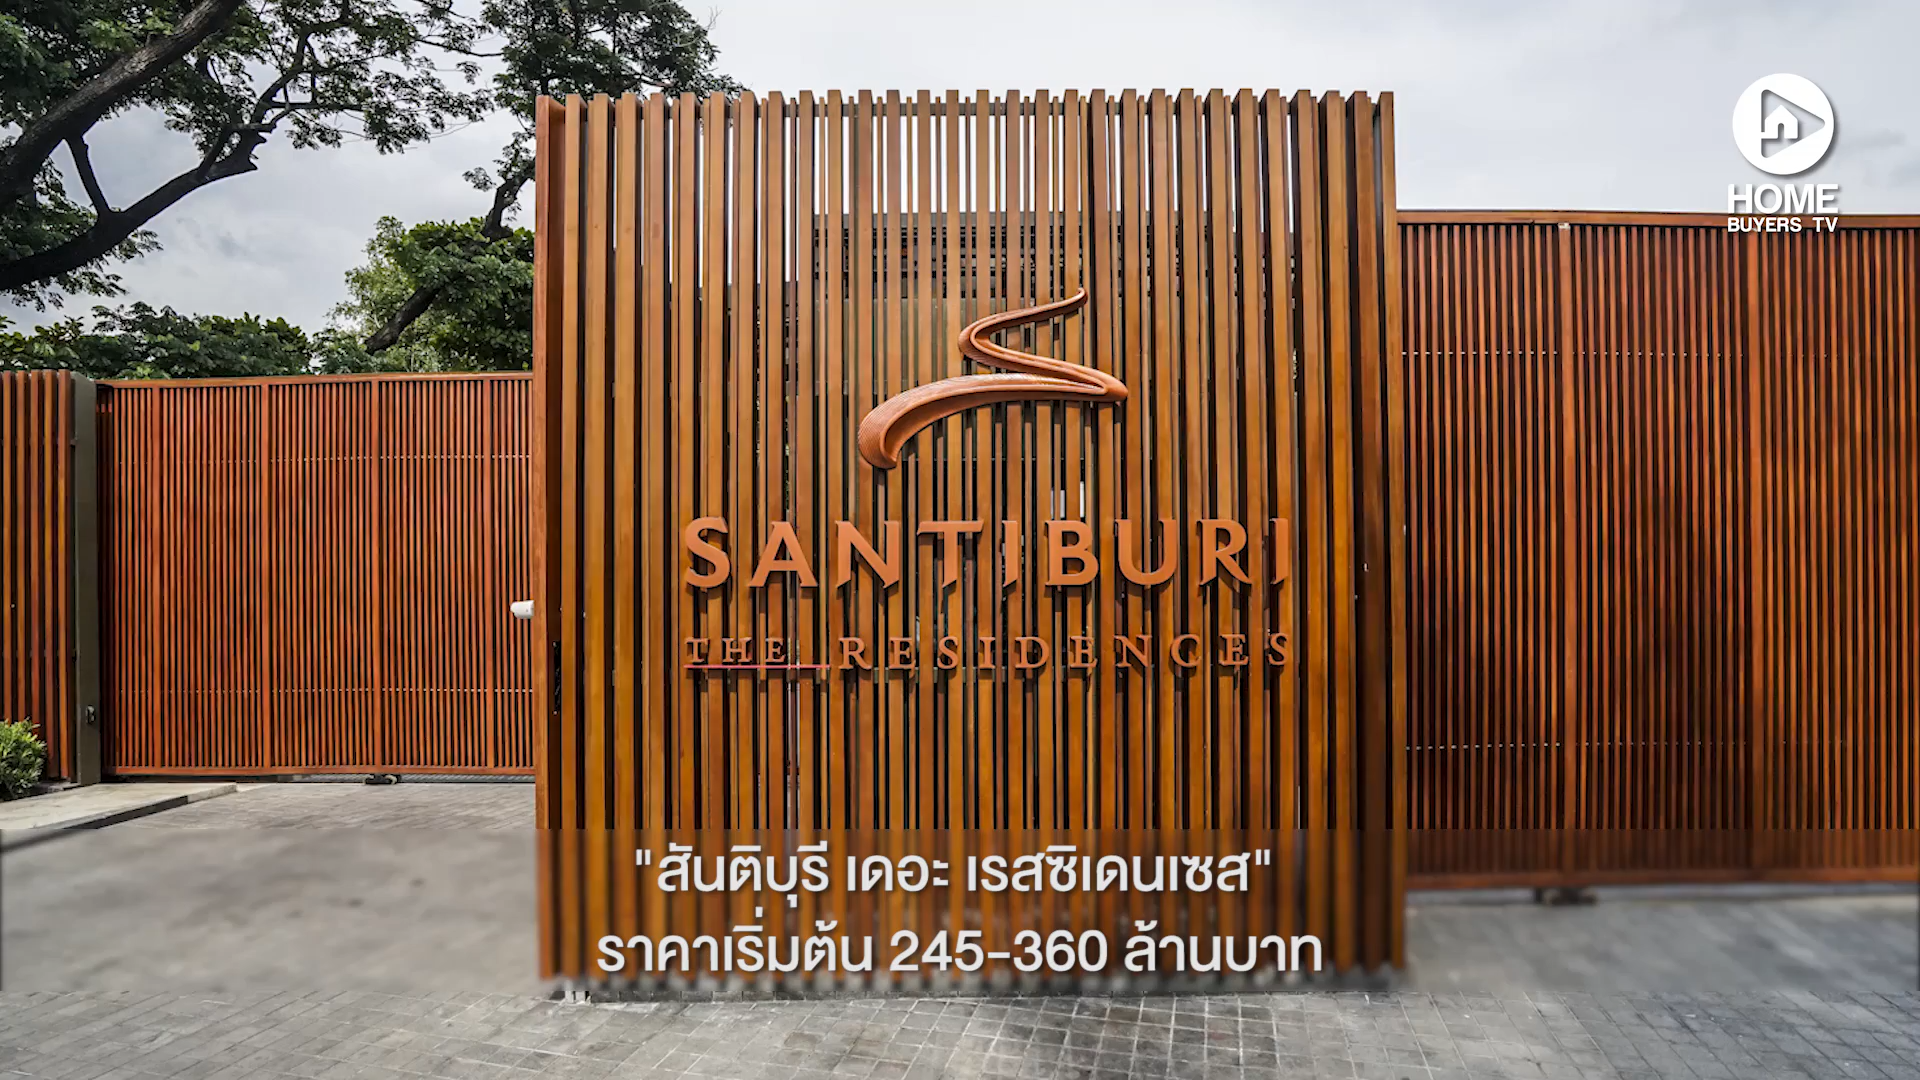 HOME
BUYERS TV
SANTIBURI
THE RESIDENCES
"สันติบุรี เดอะ เรสซิเดนเซส"
ราคาเริ่มต้น 245-360 ล้านบาท